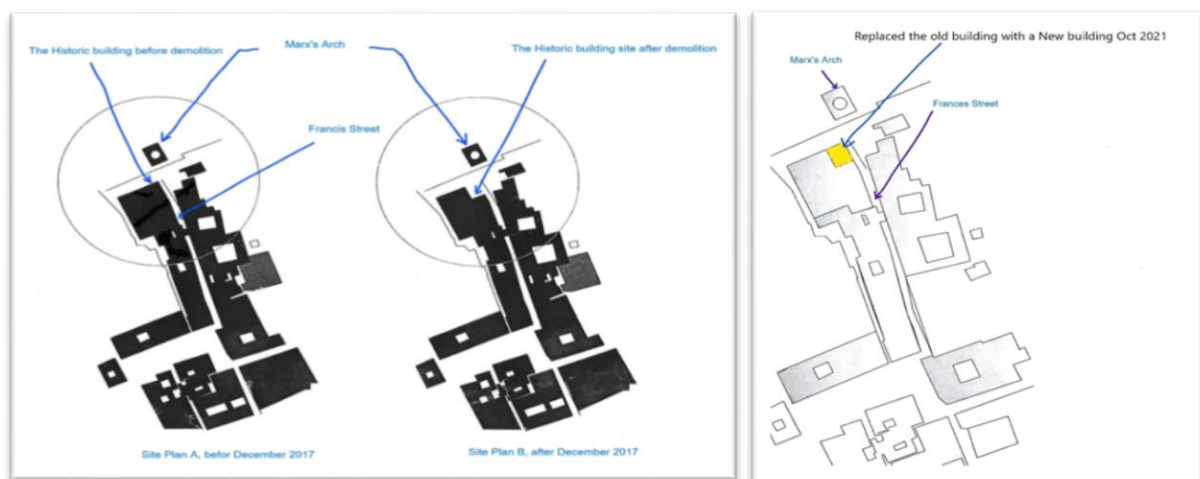 The Historic building before demolition
Marx's Arch
The Historic building site after demolition
Francis Street
Site Plan A, befor December 2017
Site Plan B, after December 2017
Replaced the old building with a New building Oct 2021
Marx's Arch
Frances Street